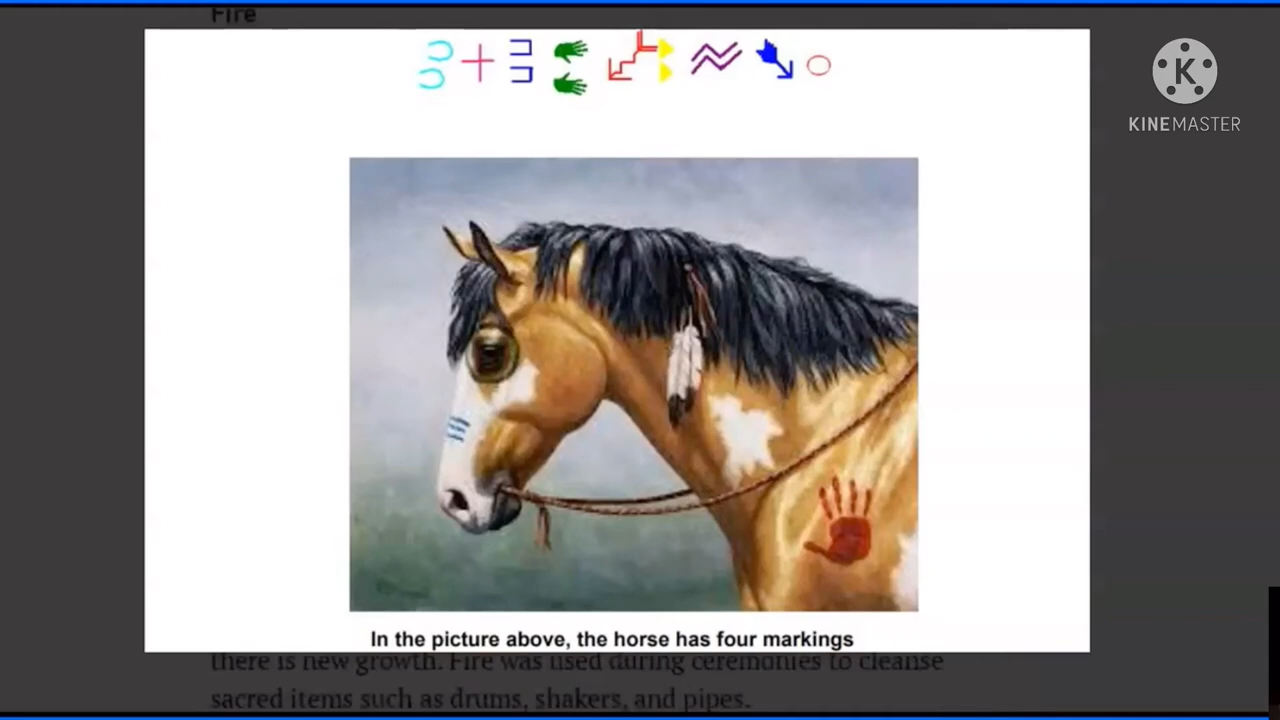 Fire
K
KINEMASTER
In the picture above, the horse has four markings
there is new growth. Fire was used during ceremonies to cleanse
sacred items such as drums, shakers, and pipes.